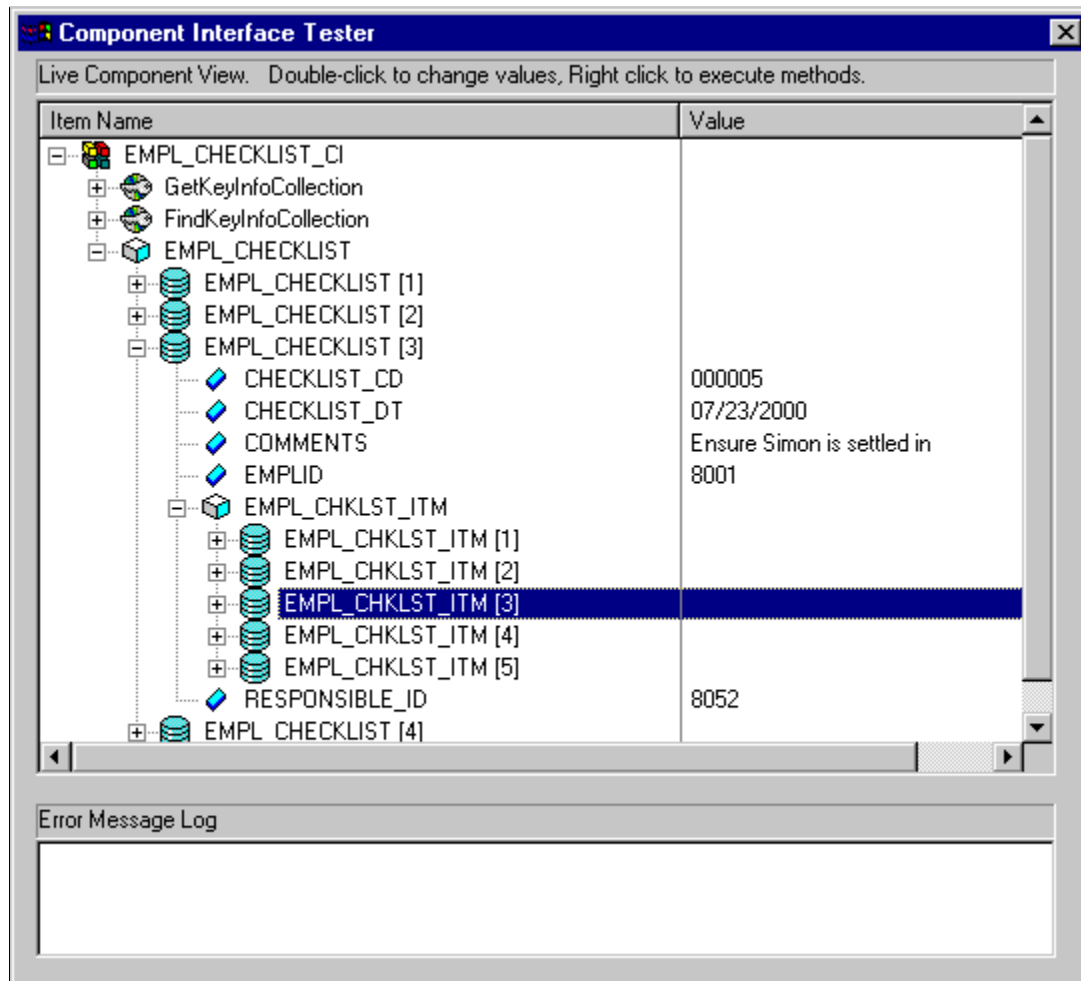 Component Interface Tester
Live Component View. Double-click to change values, Right click to execute methods.
Item Name Value
EMPL_CHECKLIST_CI
GetKeyInfoCollection
FindKeyInfoCollection
EMPL_CHECKLIST
EMPL_CHECKLIST [1]
EMPL_CHECKLIST [2]
EMPL_CHECKLIST [3]
CHECKLIST_CD 000005
CHECKLIST_DT 07/23/2000
COMMENTS Ensure Simon is settled in
EMPLID 8001
EMPL_CHKLST_ITM
EMPL_CHKLST_ITM [1]
EMPL_CHKLST_ITM [2]
EMPL_CHKLST_ITM [3]
EMPL_CHKLST_ITM [4]
EMPL_CHKLST_ITM [5]
RESPONSIBLE_ID 8052
EMPL_CHECKLIST [4]
Error Message Log